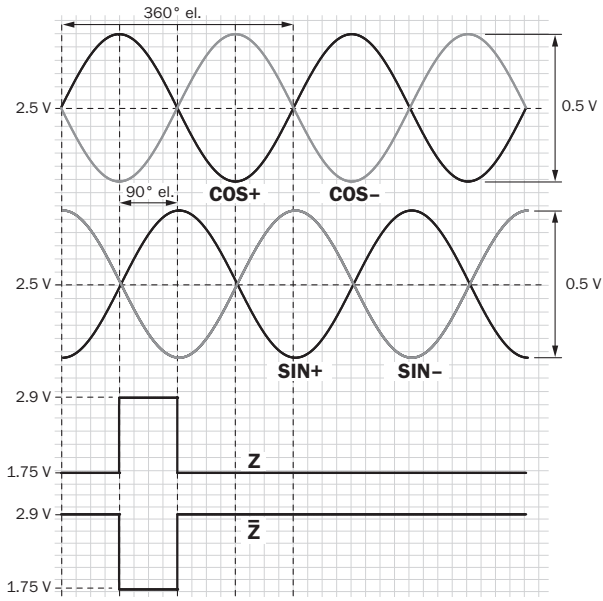 360° el.
2.5 V
0.5 V
90° el.
COS+ COS–
2.5 V
0.5 V
SIN+ SIN–
2.9 V
Z
1.75 V
2.9 V
Z̅
1.75 V